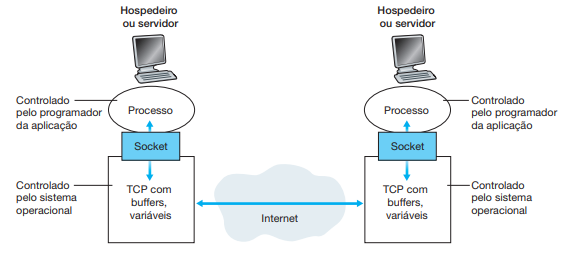 Hospedeiro
ou servidor
Hospedeiro
ou servidor
Controlado
pelo programador
da aplicação
Processo
Processo
Controlado
pelo programador
da aplicação
Socket
Socket
Controlado
pelo sistema
operacional
TCP com
buffers,
variáveis
Internet
TCP com
buffers,
variáveis
Controlado
pelo sistema
operacional